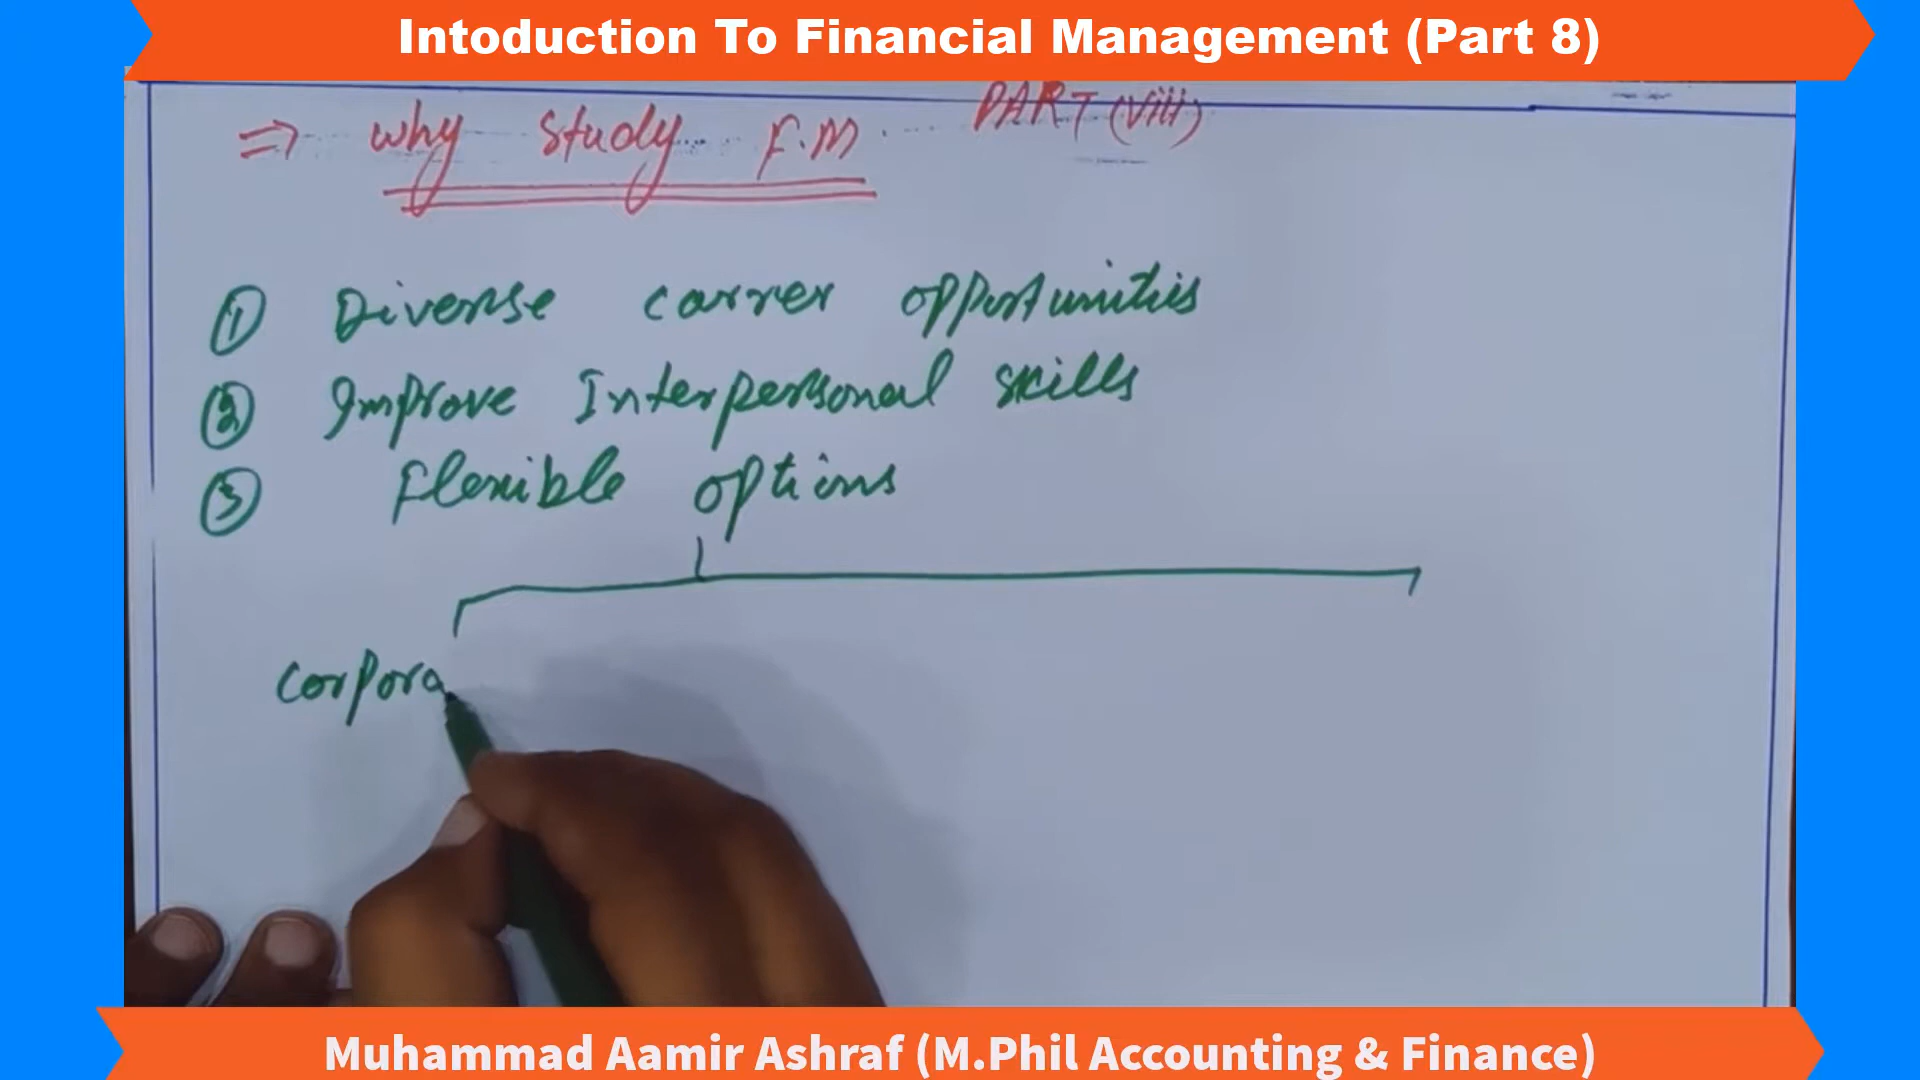 Intoduction To Financial Management (Part 8)
⇒ why study F.M PART (viii)
① Diverse carrer opportunities
② Improve Interpersonal skills
③ Flexible options
corpora
Muhammad Aamir Ashraf (M.Phil Accounting & Finance)